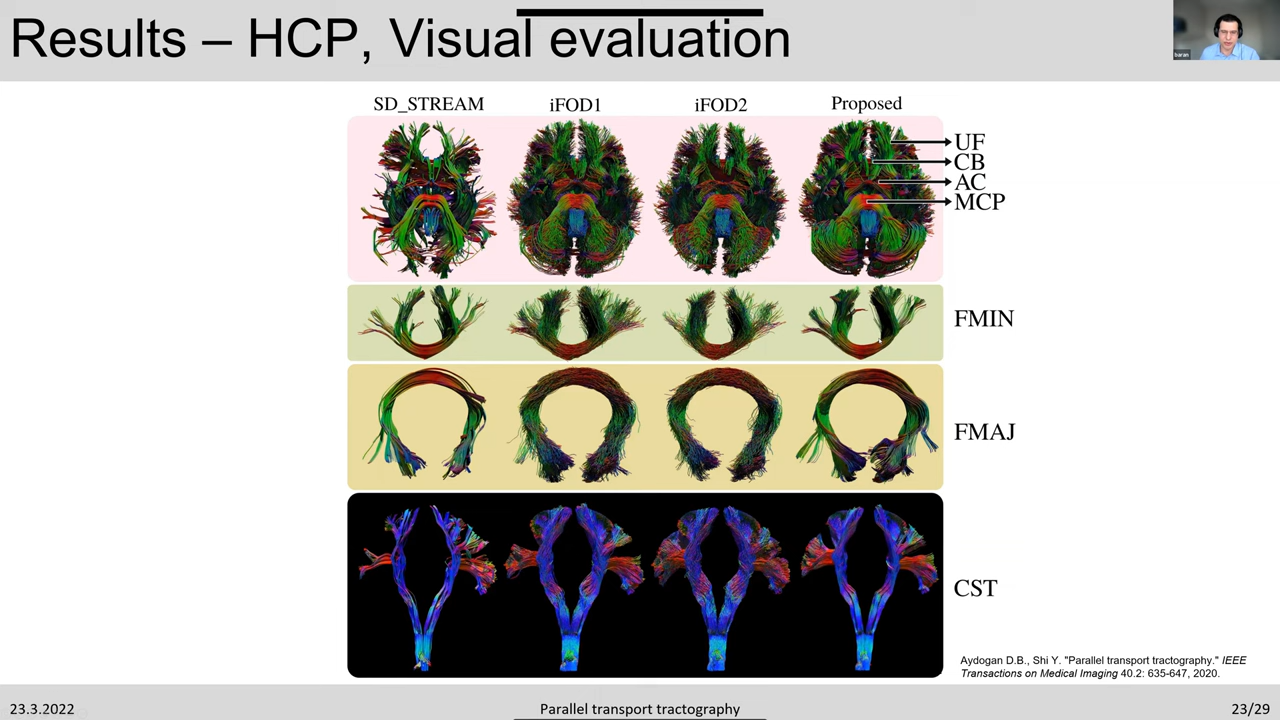 Results – HCP, Visual evaluation
baran
SD_STREAM
iFOD1
iFOD2
Proposed
UF
CB
AC
MCP
FMIN
FMAJ
CST
Aydogan D.B., Shi Y. "Parallel transport tractography." IEEE
Transactions on Medical Imaging 40.2: 635-647, 2020.
23.3.2022
Parallel transport tractography
23/29